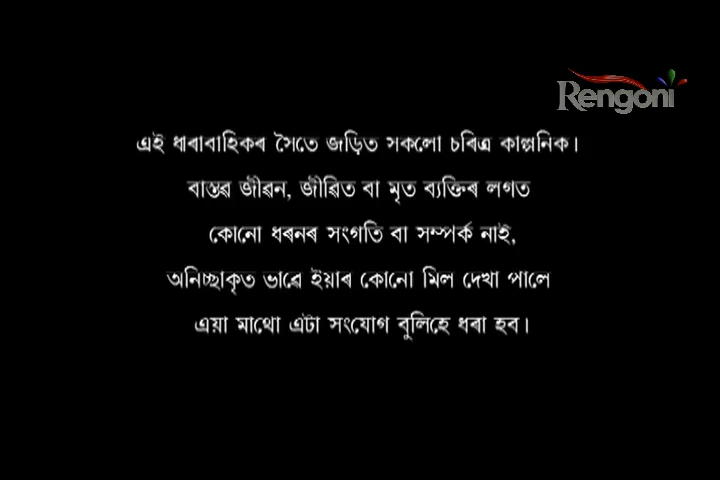 Rengoni
এই ধাৰাবাহিকৰ সৈতে জড়িত সকলো চৰিত্ৰ কাল্পনিক।
বাস্তৱ জীৱন, জীৱিত বা মৃত ব্যক্তিৰ লগত
কোনো ধৰনৰ সংগতি বা সম্পৰ্ক নাই,
অনিচ্ছাকৃত ভাৱে ইয়াৰ কোনো মিল দেখা পালে
এয়া মাথো এটা সংযোগ বুলিহে ধৰা হব।